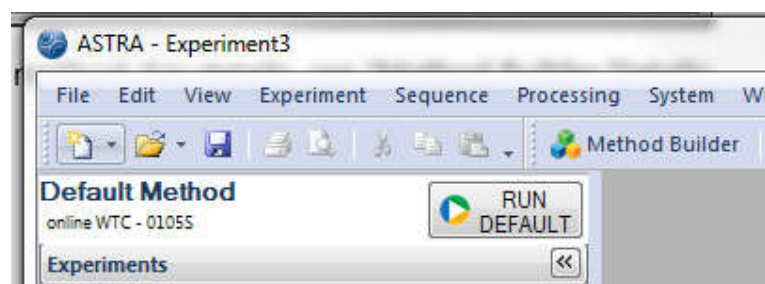 ASTRA - Experiment3
File Edit View Experiment Sequence Processing System
Method Builder
Default Method
RUN
DEFAULT
online WTC - 0105S
Experiments